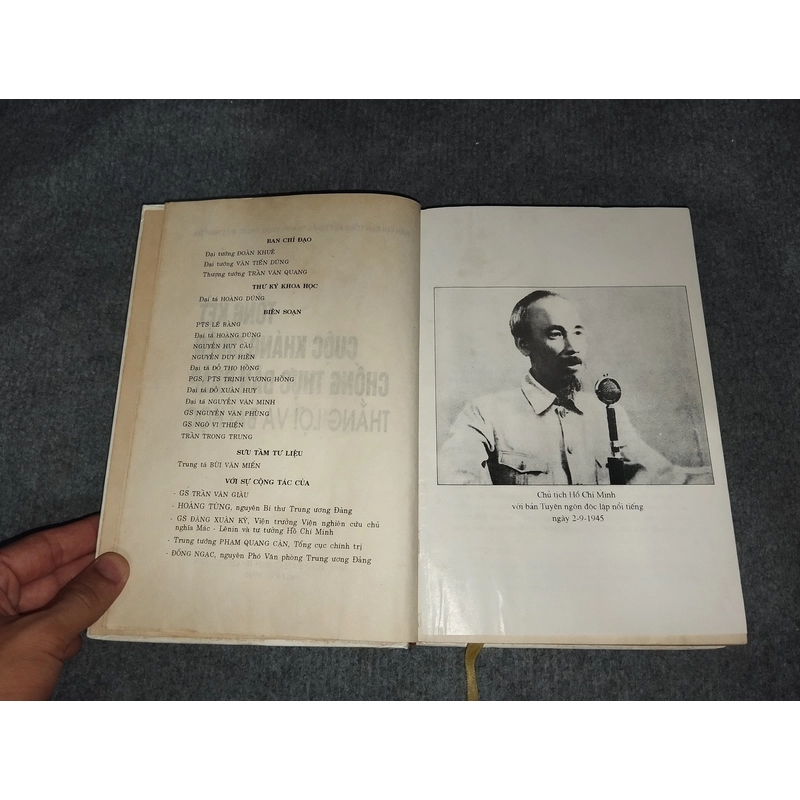 BAN CHỈ ĐẠO
Đại tướng ĐOÀN KHUÊ
Đại tướng VĂN TIẾN DŨNG
Thượng tướng TRẦN VĂN QUANG
THƯ KÝ KHOA HỌC
Đại tá HOÀNG DŨNG
BIÊN SOẠN
PTS LÊ BẰNG
Đại tá HOÀNG DŨNG
NGUYỄN HUY CẦU
NGUYỄN DUY HIỆN
Đại tá ĐỖ THỌ HỒNG
PGS, PTS TRỊNH VƯƠNG HỒNG
Đại tá ĐỖ XUÂN HUY
Đại tá NGUYỄN VĂN MINH
GS NGUYỄN VĂN PHÙNG
GS NGÔ VI THIỆN
TRẦN TRỌNG TRUNG
SƯU TẦM TƯ LIỆU
Trung tá BÙI VĂN MIỄN
VỚI SỰ CỘNG TÁC CỦA
- GS TRẦN VĂN GIÀU
- HOÀNG TÙNG, nguyên Bí thư Trung ương Đảng
- GS ĐẶNG XUÂN KỲ, Viện trưởng Viện nghiên cứu chủ
nghĩa Mác - Lênin và tư tưởng Hồ Chí Minh
- Trung tướng PHẠM QUANG CẬN, Tổng cục chính trị
- ĐỐNG NGẠC, nguyên Phó Văn phòng Trung ương Đảng
Chủ tịch Hồ Chí Minh
với bản Tuyên ngôn độc lập nổi tiếng
ngày 2-9-1945